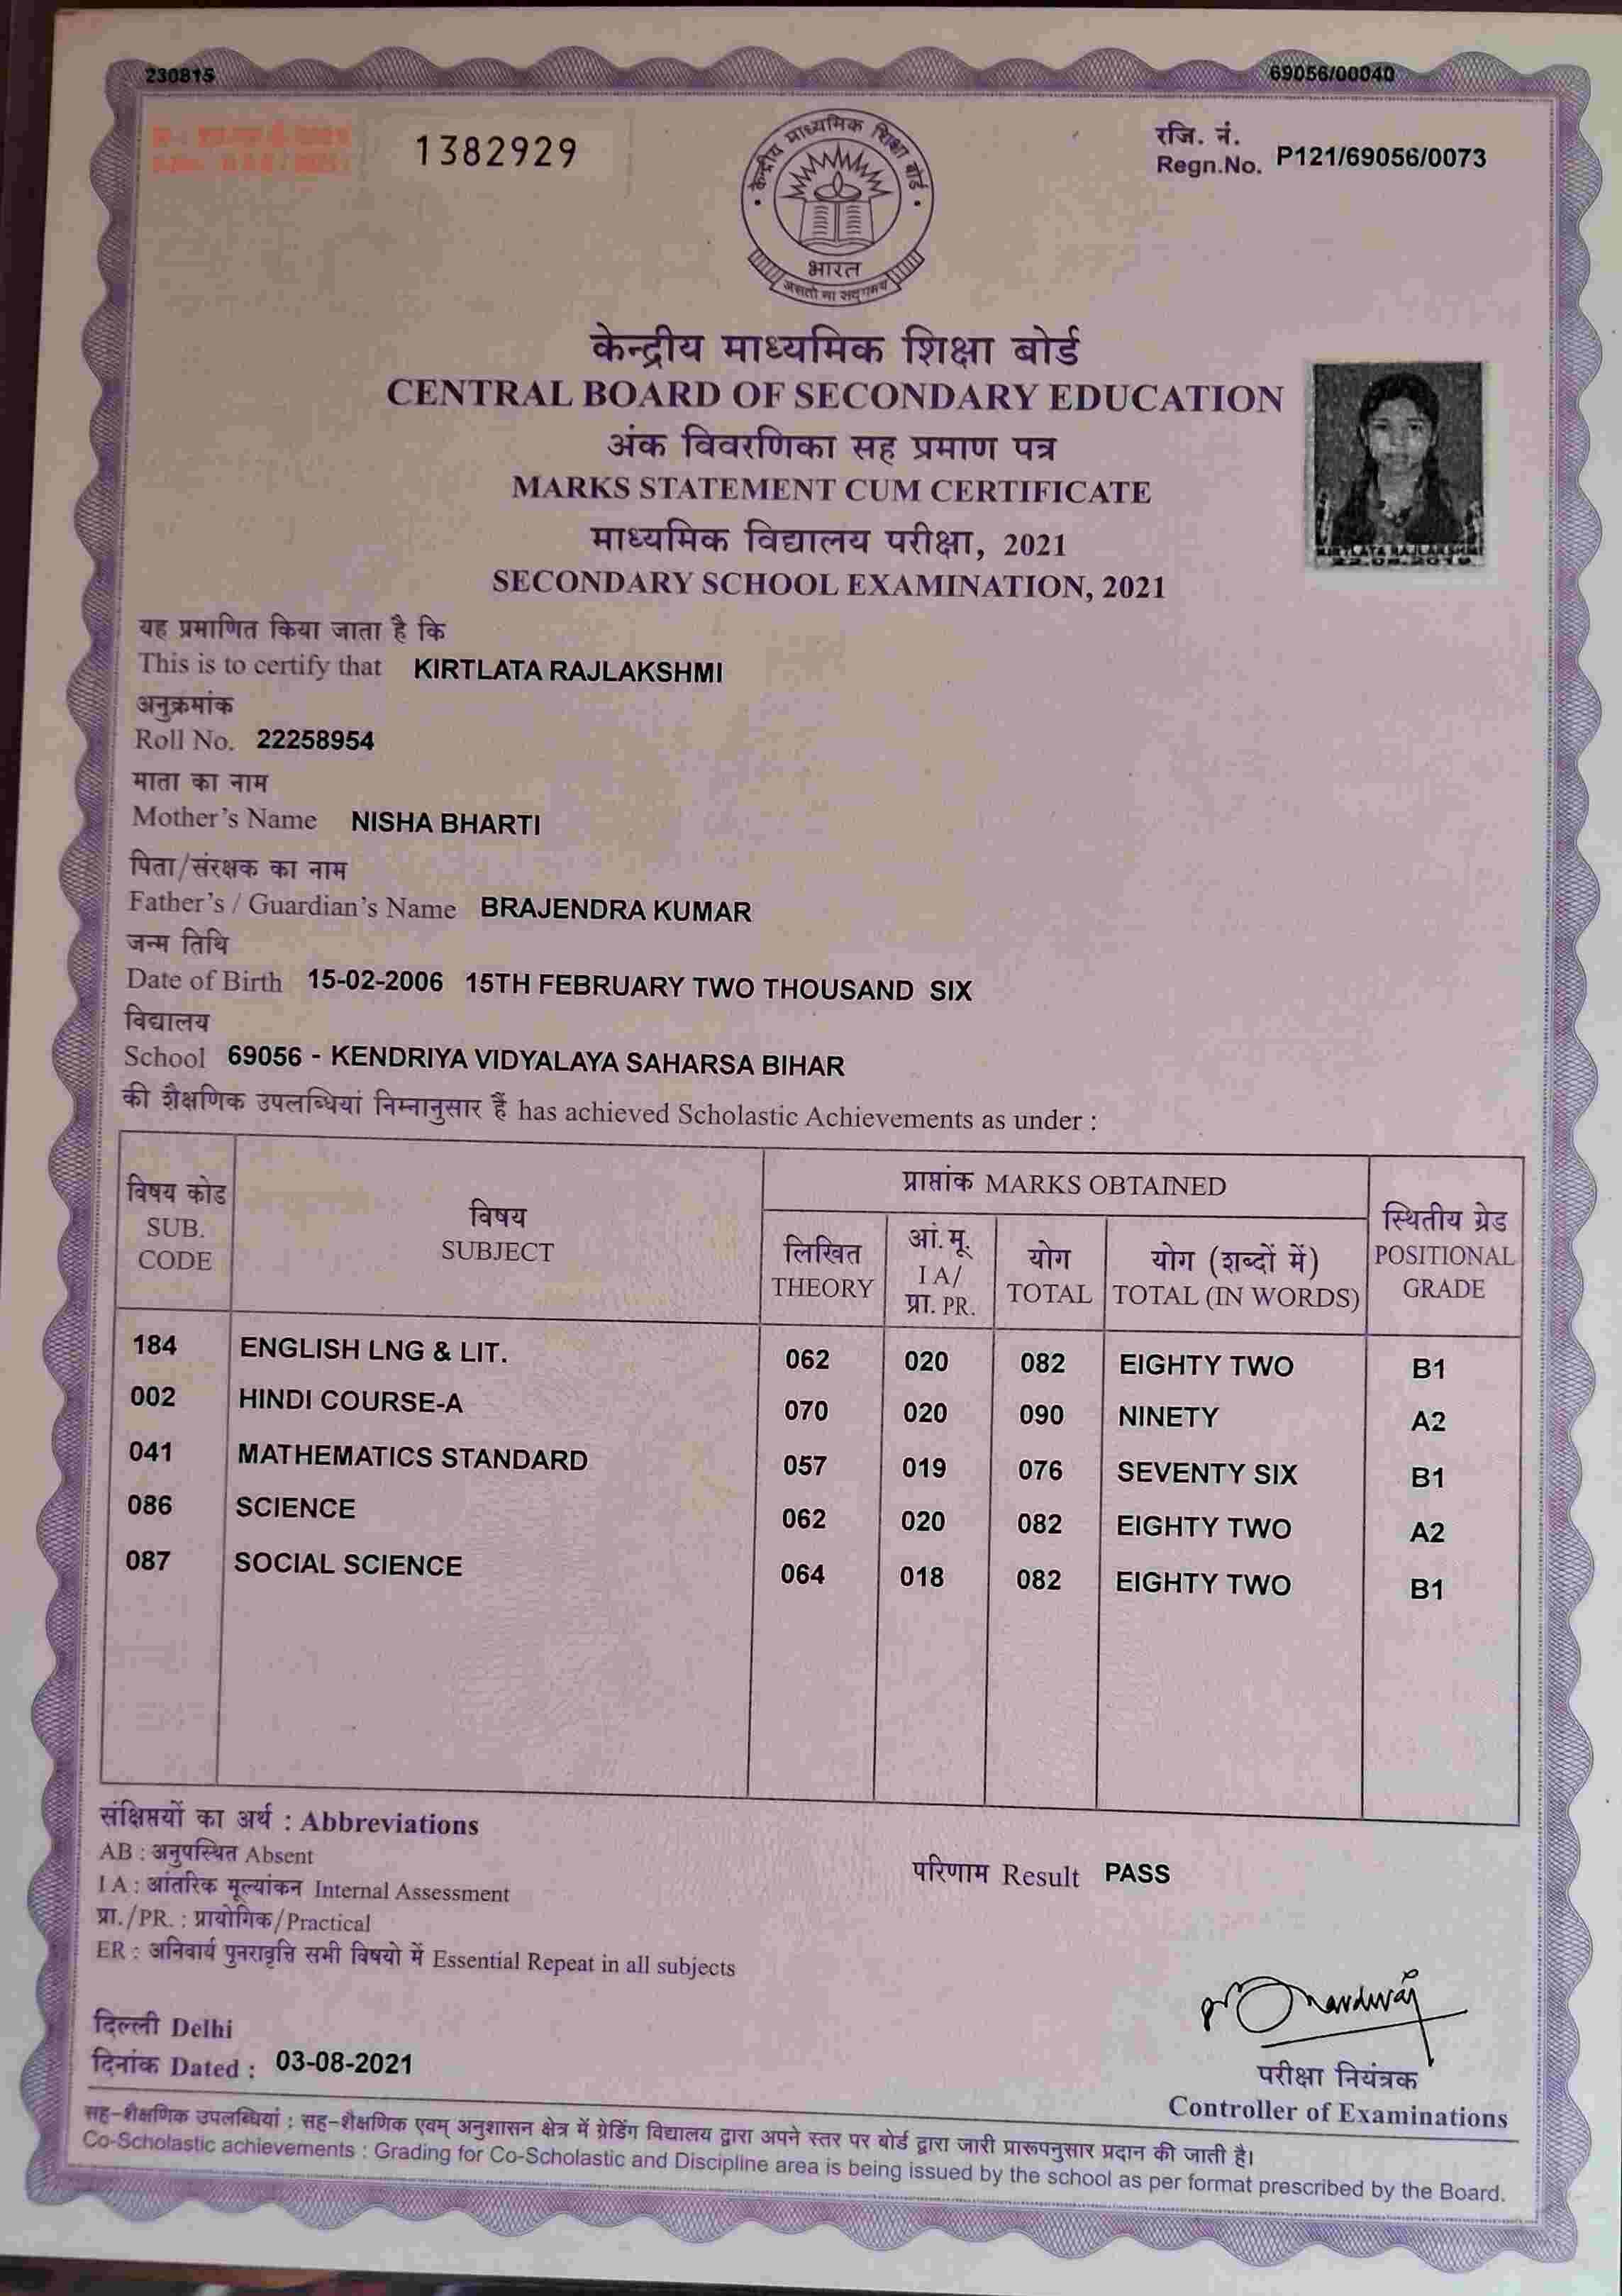 230815
69056/00040
1382929
रजि. नं.
Regn.No. P121/69056/0073
केन्द्रीय माध्यमिक शिक्षा बोर्ड
भारत
असतो मा सद्गमय
केन्द्रीय माध्यमिक शिक्षा बोर्ड
CENTRAL BOARD OF SECONDARY EDUCATION
अंक विवरणिका सह प्रमाण पत्र
MARKS STATEMENT CUM CERTIFICATE
माध्यमिक विद्यालय परीक्षा, 2021
SECONDARY SCHOOL EXAMINATION, 2021
KIRTLATA RAJLAKSHMI
यह प्रमाणित किया जाता है कि
This is to certify that KIRTLATA RAJLAKSHMI
अनुक्रमांक
Roll No. 22258954
माता का नाम
Mother's Name NISHA BHARTI
पिता/संरक्षक का नाम
Father's / Guardian's Name BRAJENDRA KUMAR
जन्म तिथि
Date of Birth 15-02-2006 15TH FEBRUARY TWO THOUSAND SIX
विद्यालय
School 69056 - KENDRIYA VIDYALAYA SAHARSA BIHAR
की शैक्षणिक उपलब्धियां निम्नानुसार हैं has achieved Scholastic Achievements as under :
विषय कोड
SUB.
CODE
विषय
SUBJECT
प्राप्तांक MARKS OBTAINED
लिखित
THEORY
आं. मू.
I A/
प्रा. PR.
योग
TOTAL
योग (शब्दों में)
TOTAL (IN WORDS)
स्थितीय ग्रेड
POSITIONAL
GRADE
184 ENGLISH LNG & LIT. 062 020 082 EIGHTY TWO B1
002 HINDI COURSE-A 070 020 090 NINETY A2
041 MATHEMATICS STANDARD 057 019 076 SEVENTY SIX B1
086 SCIENCE 062 020 082 EIGHTY TWO A2
087 SOCIAL SCIENCE 064 018 082 EIGHTY TWO B1
संक्षिप्तयों का अर्थ : Abbreviations
AB : अनुपस्थित Absent
I A : आंतरिक मूल्यांकन Internal Assessment
प्रा./PR. : प्रायोगिक/Practical
ER : अनिवार्य पुनरावृत्ति सभी विषयो में Essential Repeat in all subjects
परिणाम Result PASS
दिल्ली Delhi
दिनांक Dated : 03-08-2021
परीक्षा नियंत्रक
Controller of Examinations
सह-शैक्षणिक उपलब्धियां : सह-शैक्षणिक एवम् अनुशासन क्षेत्र में ग्रेडिंग विद्यालय द्वारा अपने स्तर पर बोर्ड द्वारा जारी प्रारूपनुसार प्रदान की जाती है।
Co-Scholastic achievements : Grading for Co-Scholastic and Discipline area is being issued by the school as per format prescribed by the Board.